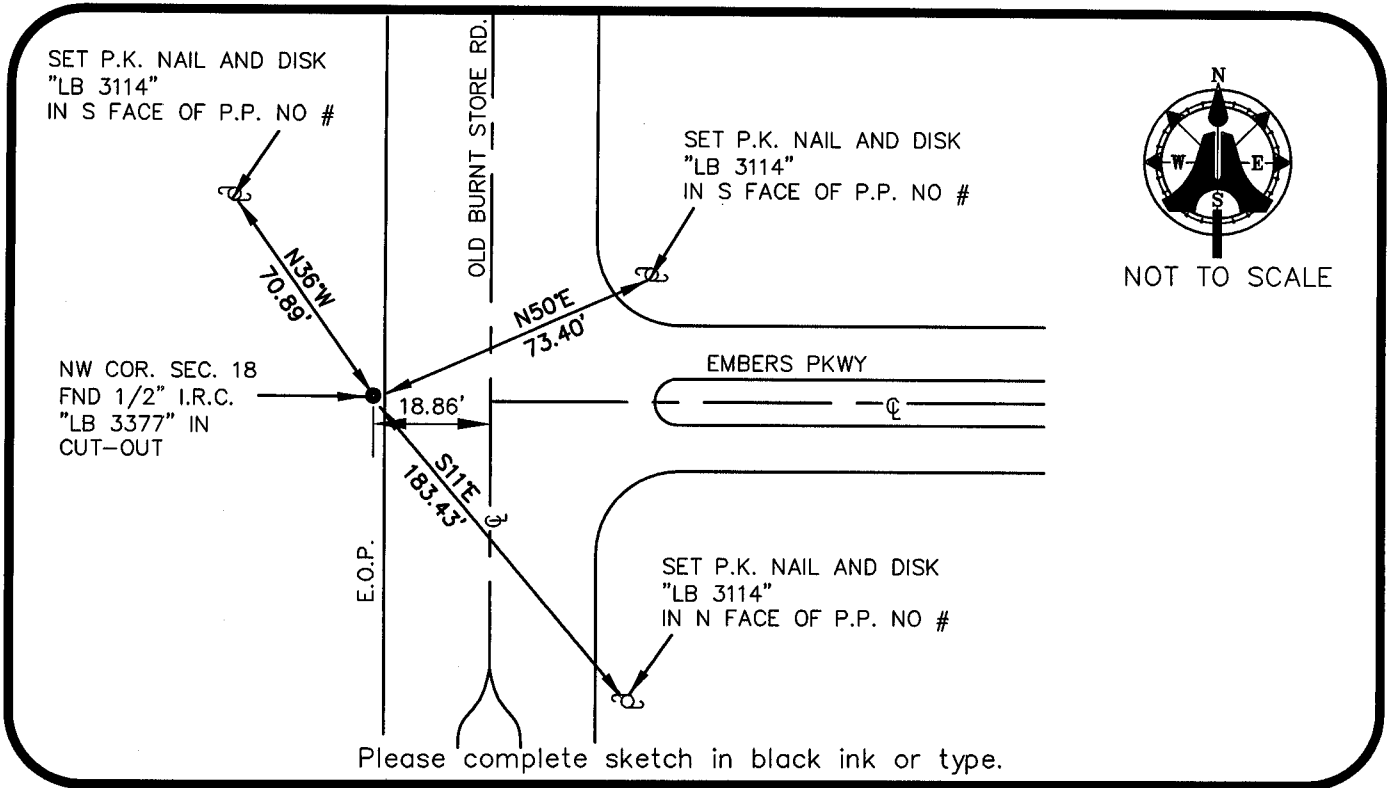 SET P.K. NAIL AND DISK
"LB 3114"
IN S FACE OF P.P. NO #
OLD BURNT STORE RD.
SET P.K. NAIL AND DISK
"LB 3114"
IN S FACE OF P.P. NO #
N
W
E
S
NOT TO SCALE
N36°W
70.89'
N50°E
73.40'
NW COR. SEC. 18
FND 1/2" I.R.C.
"LB 3377" IN
CUT-OUT
18.86'
EMBERS PKWY
℄
S11°E
183.43'
℄
E.O.P.
SET P.K. NAIL AND DISK
"LB 3114"
IN N FACE OF P.P. NO #
Please complete sketch in black ink or type.